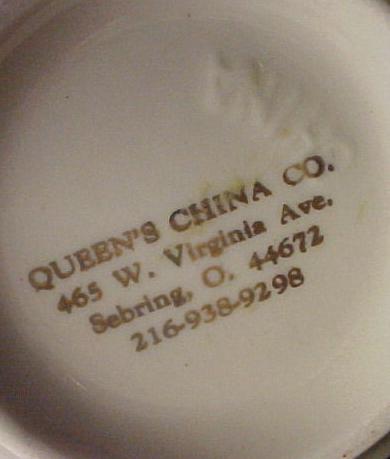 QUEEN'S CHINA CO.
465 W. Virginia Ave.
Sebring, O. 44672
216-938-9298